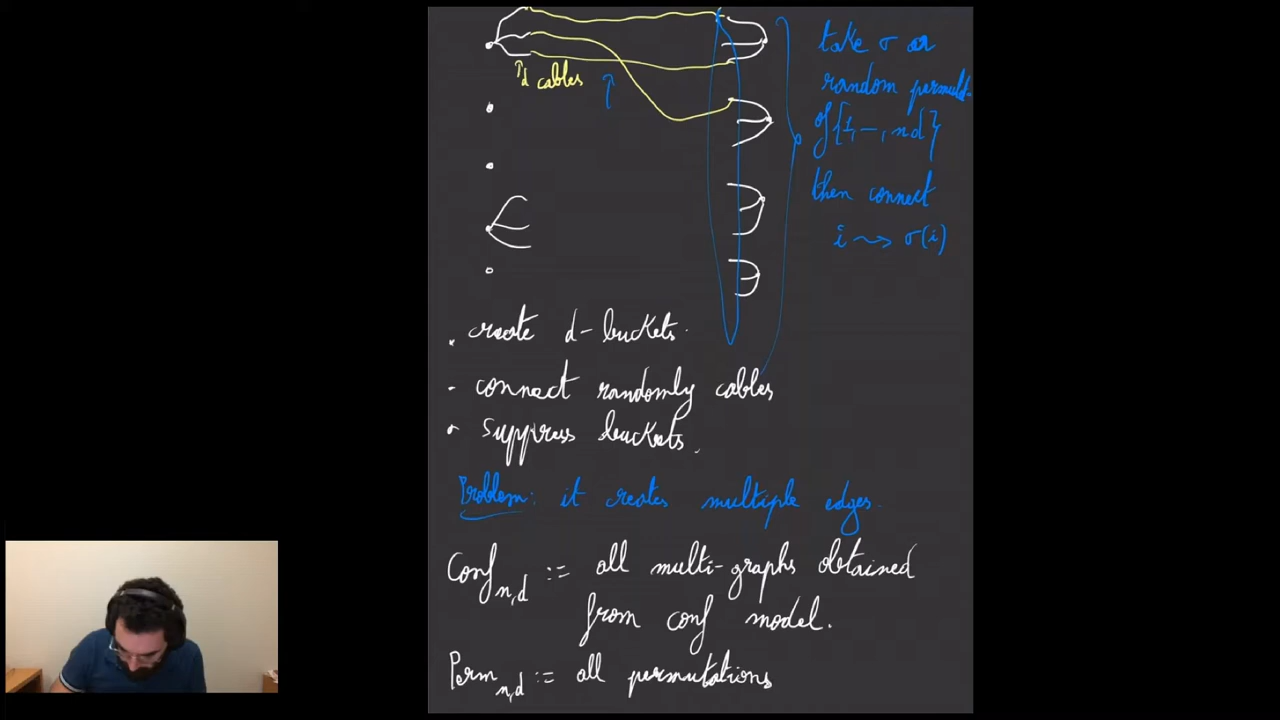 take σ a
random permut.
of {1, –, nd}
then connect
i ⇝ σ(i)
↑d cables
. create d-buckets.
- connect randomly cables
• suppress buckets.
Problem: it creates multiple edges.
Conf_{n,d} := all multi-graphs obtained
from conf model.
Perm_{n,d} := all permutations